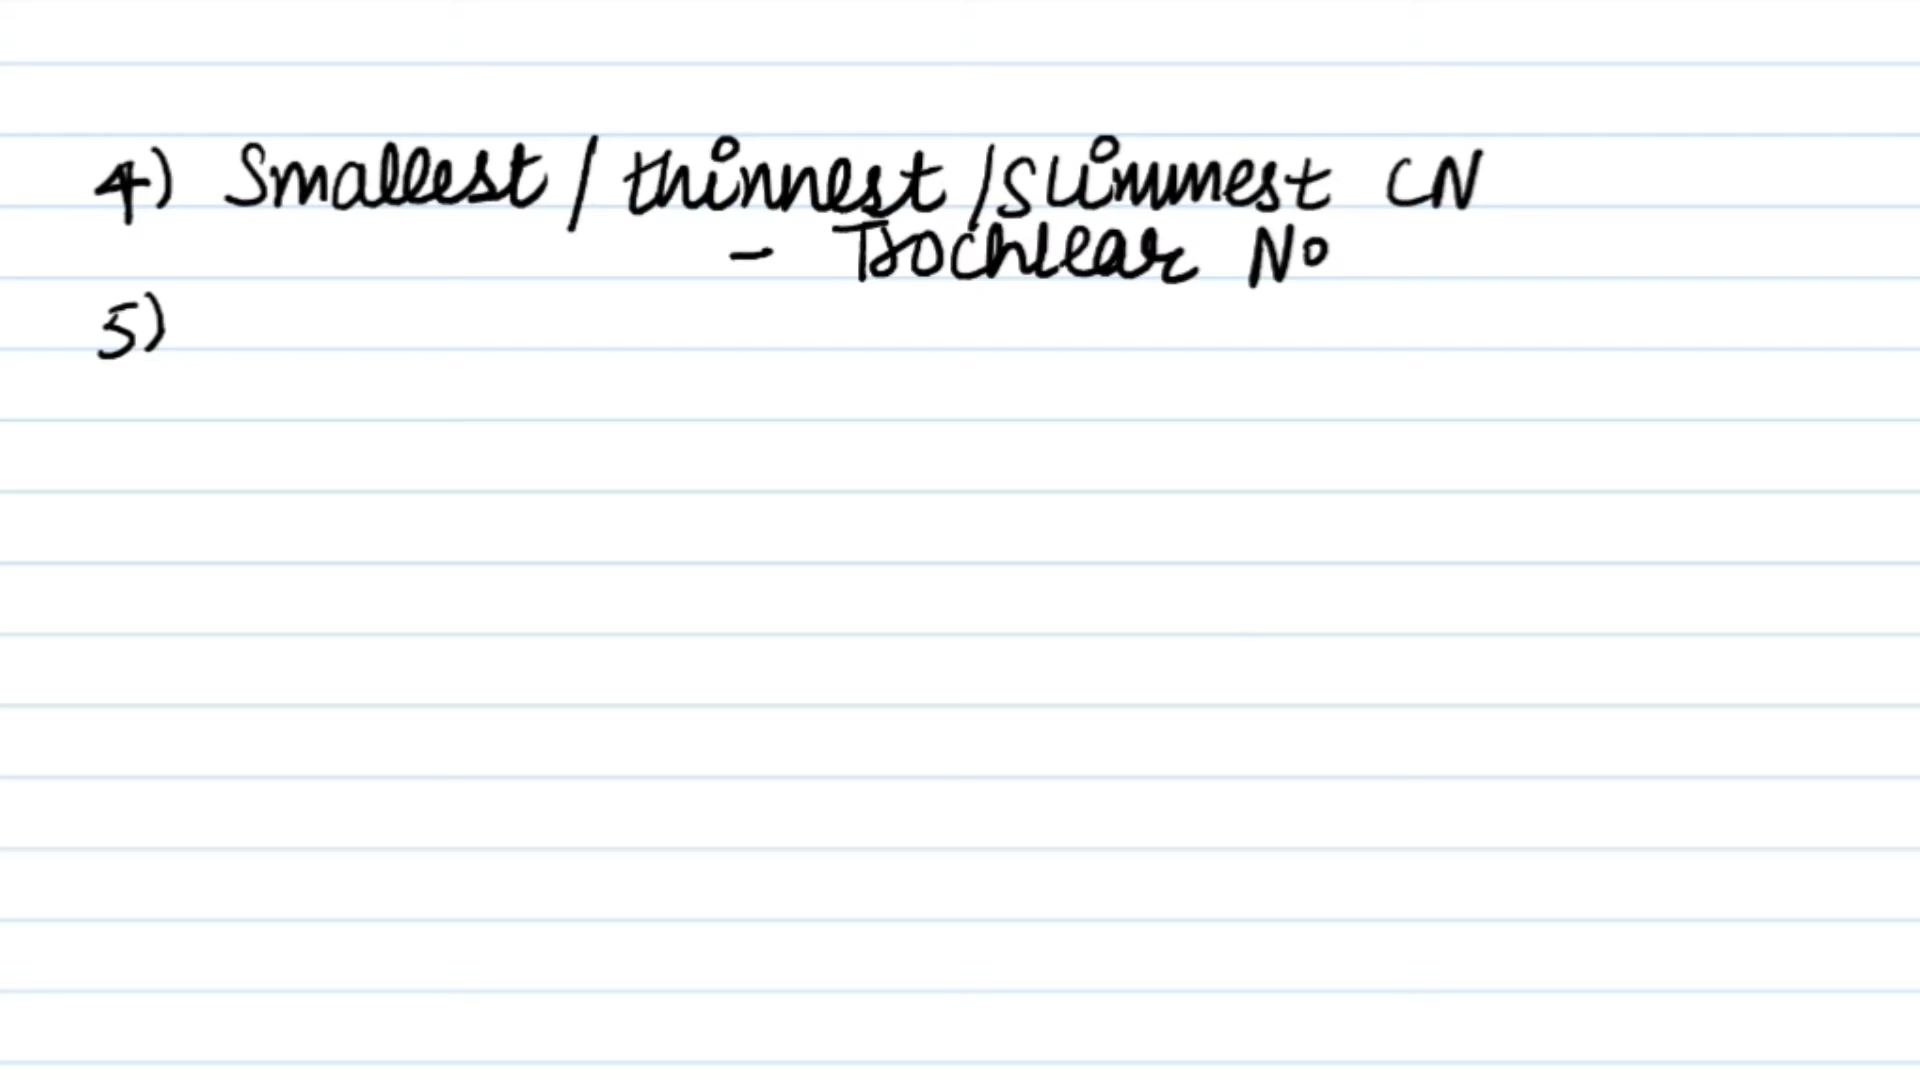 4) Smallest / thinnest / slimmest CN
- Trochlear N.
5)